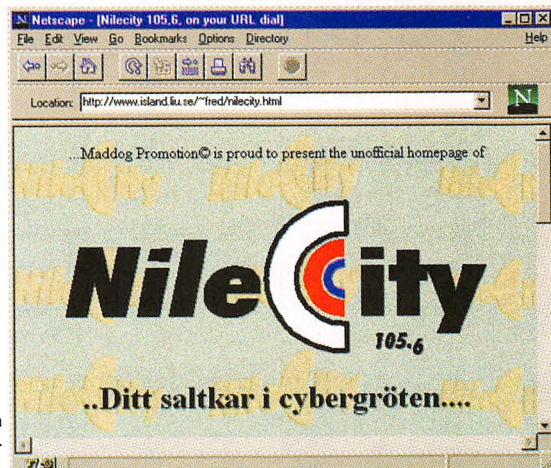 Netscape - [Nilecity 105,6, on your URL dial]
File Edit View Go Bookmarks Options Directory Help
Location: http://www.island.liu.se/~fred/nilecity.html
N
...Maddog Promotion© is proud to present the unofficial homepage of
NileCity
105.6
..Ditt saltkar i cybergröten....